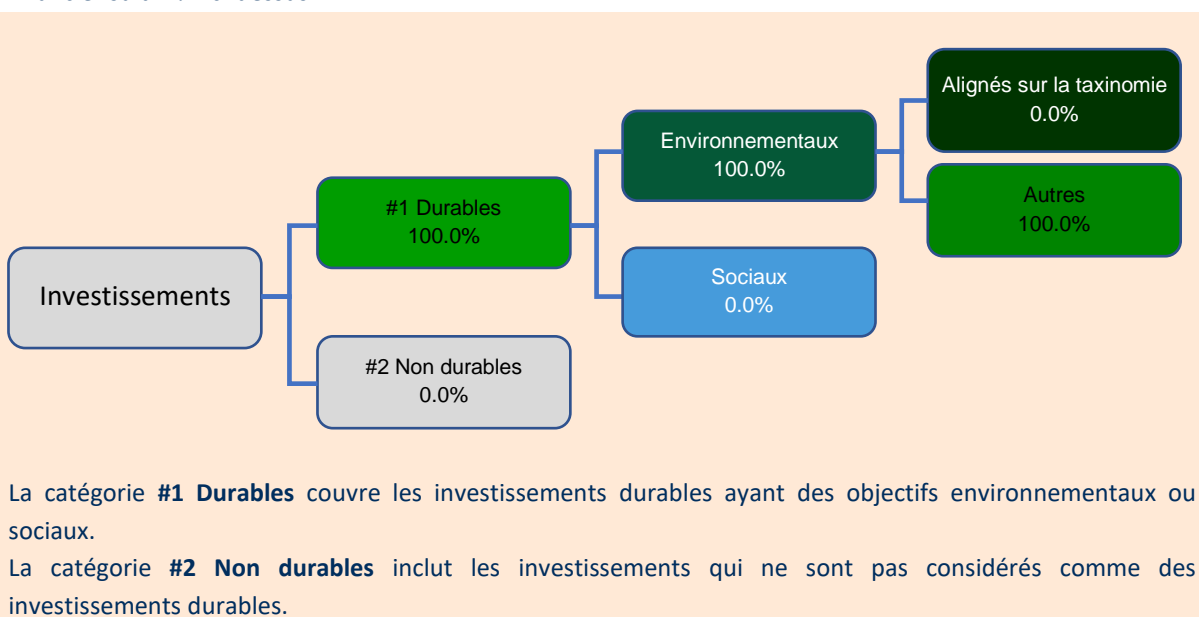 Investissements
#1 Durables
100.0%
#2 Non durables
0.0%
Environnementaux
100.0%
Sociaux
0.0%
Alignés sur la taxinomie
0.0%
Autres
100.0%
La catégorie #1 Durables couvre les investissements durables ayant des objectifs environnementaux ou
sociaux.
La catégorie #2 Non durables inclut les investissements qui ne sont pas considérés comme des
investissements durables.